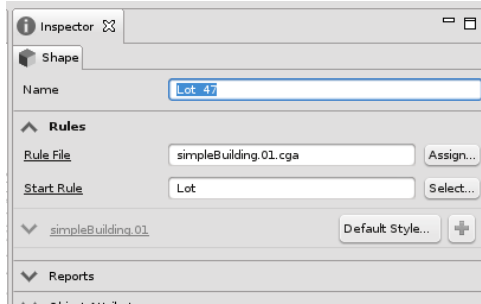 Inspector
Shape
Name Lot 47
Rules
Rule File simpleBuilding.01.cga Assign...
Start Rule Lot Select...
simpleBuilding.01 Default Style...
Reports